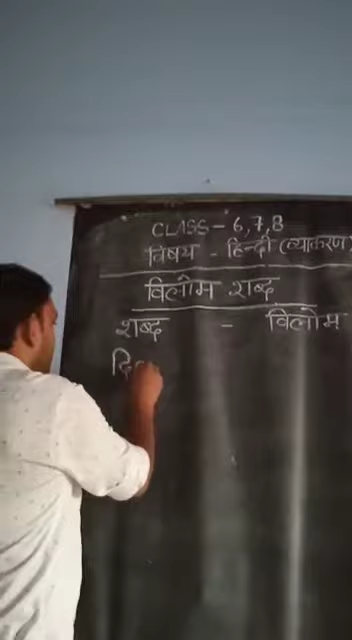 CLASS - 6,7,8
विषय - हिन्दी (व्याकरण)
विलोम शब्द
शब्द - विलोम